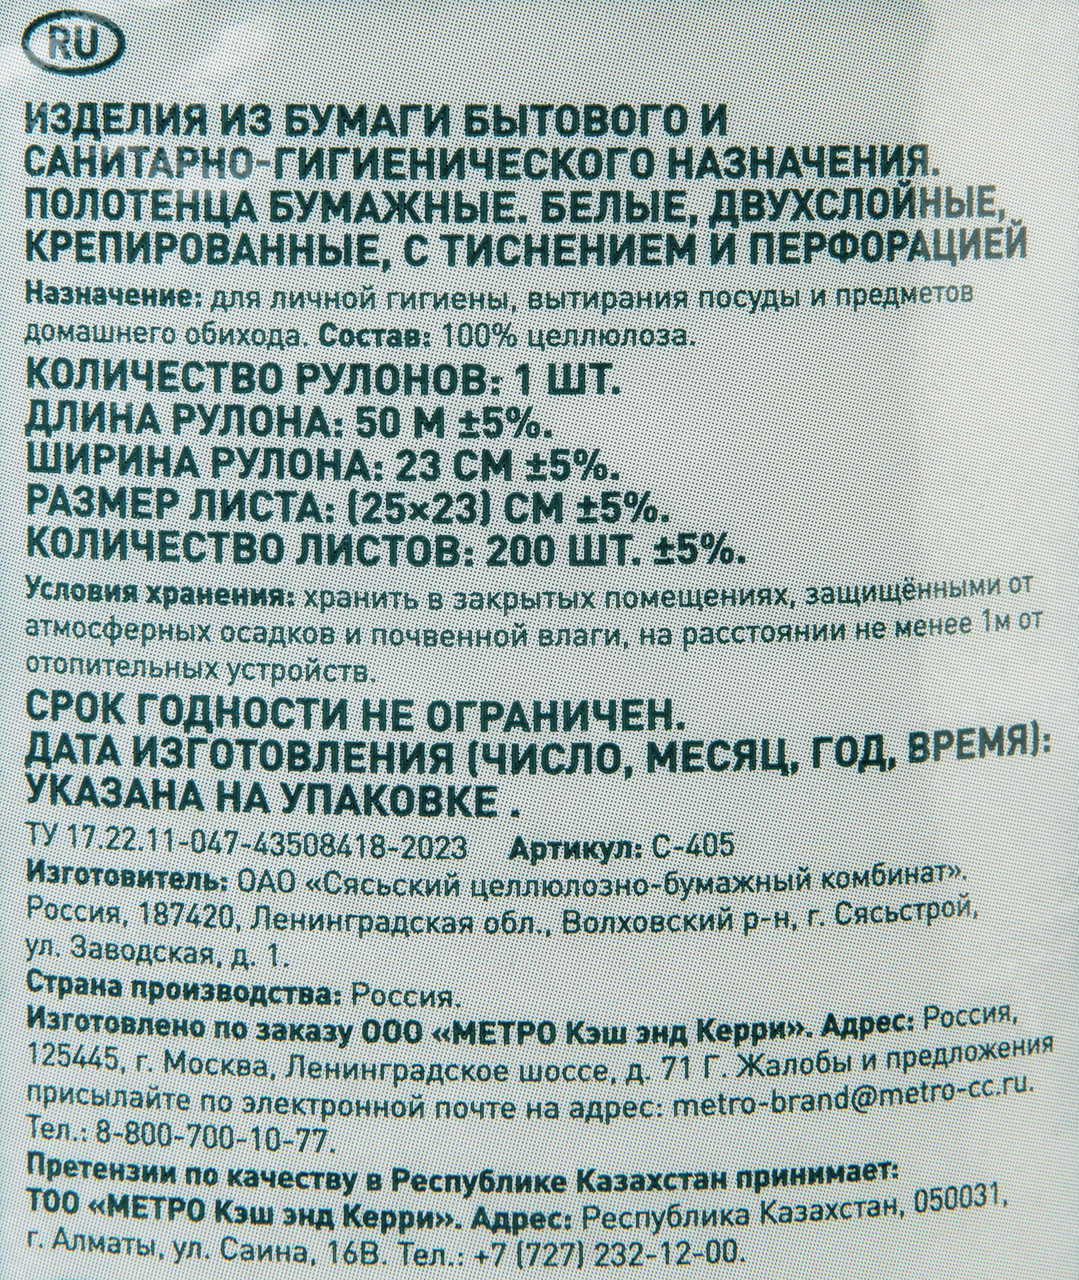 RU
ИЗДЕЛИЯ ИЗ БУМАГИ БЫТОВОГО И
САНИТАРНО-ГИГИЕНИЧЕСКОГО НАЗНАЧЕНИЯ.
ПОЛОТЕНЦА БУМАЖНЫЕ. БЕЛЫЕ, ДВУХСЛОЙНЫЕ,
КРЕПИРОВАННЫЕ, С ТИСНЕНИЕМ И ПЕРФОРАЦИЕЙ
Назначение: для личной гигиены, вытирания посуды и предметов
домашнего обихода. Состав: 100% целлюлоза.
КОЛИЧЕСТВО РУЛОНОВ: 1 ШТ.
ДЛИНА РУЛОНА: 50 М ±5%.
ШИРИНА РУЛОНА: 23 СМ ±5%.
РАЗМЕР ЛИСТА: (25×23) СМ ±5%.
КОЛИЧЕСТВО ЛИСТОВ: 200 ШТ. ±5%.
Условия хранения: хранить в закрытых помещениях, защищёнными от
атмосферных осадков и почвенной влаги, на расстоянии не менее 1м от
отопительных устройств.
СРОК ГОДНОСТИ НЕ ОГРАНИЧЕН.
ДАТА ИЗГОТОВЛЕНИЯ (ЧИСЛО, МЕСЯЦ, ГОД, ВРЕМЯ):
УКАЗАНА НА УПАКОВКЕ .
ТУ 17.22.11-047-43508418-2023 Артикул: С-405
Изготовитель: ОАО «Сясьский целлюлозно-бумажный комбинат».
Россия, 187420, Ленинградская обл., Волховский р-н, г. Сясьстрой,
ул. Заводская, д. 1.
Страна производства: Россия.
Изготовлено по заказу ООО «МЕТРО Кэш энд Керри». Адрес: Россия,
125445, г. Москва, Ленинградское шоссе, д. 71 Г. Жалобы и предложения
присылайте по электронной почте на адрес: metro-brand@metro-cc.ru.
Тел.: 8-800-700-10-77.
Претензии по качеству в Республике Казахстан принимает:
ТОО «МЕТРО Кэш энд Керри». Адрес: Республика Казахстан, 050031,
г. Алматы, ул. Саина, 16В. Тел.: +7 (727) 232-12-00.